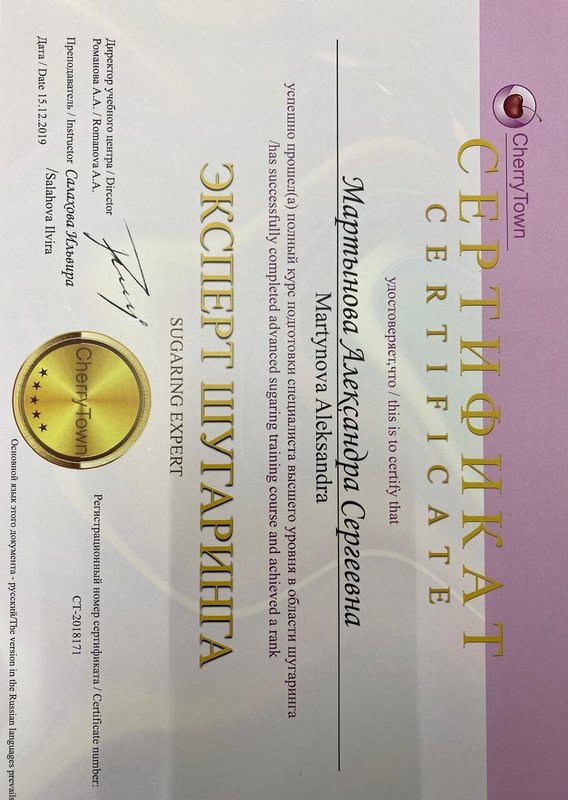 CherryTown
СЕРТИФИКАТ
CERTIFICATE
удостоверяет,что / this is to certify that
Мартынова Александра Сергеевна
Martynova Aleksandra
успешно прошел(а) полный курс подготовки специалиста высшего уровня в области шугаринга
/has successfully completed advanced sugaring training course and achieved a rank
ЭКСПЕРТ ШУГАРИНГА
SUGARING EXPERT
Директор учебного центра / Director
Романова А.А. / Romanova A.A.
Преподаватель / Instructor Салахова Ильвира
/Salahova Ilvira
Дата / Date 15.12.2019
CherryTown
Регистрационный номер сертификата / Certificate number:
СТ-2018171
Основной язык этого документа - русский/The version in the Russian languages prevails